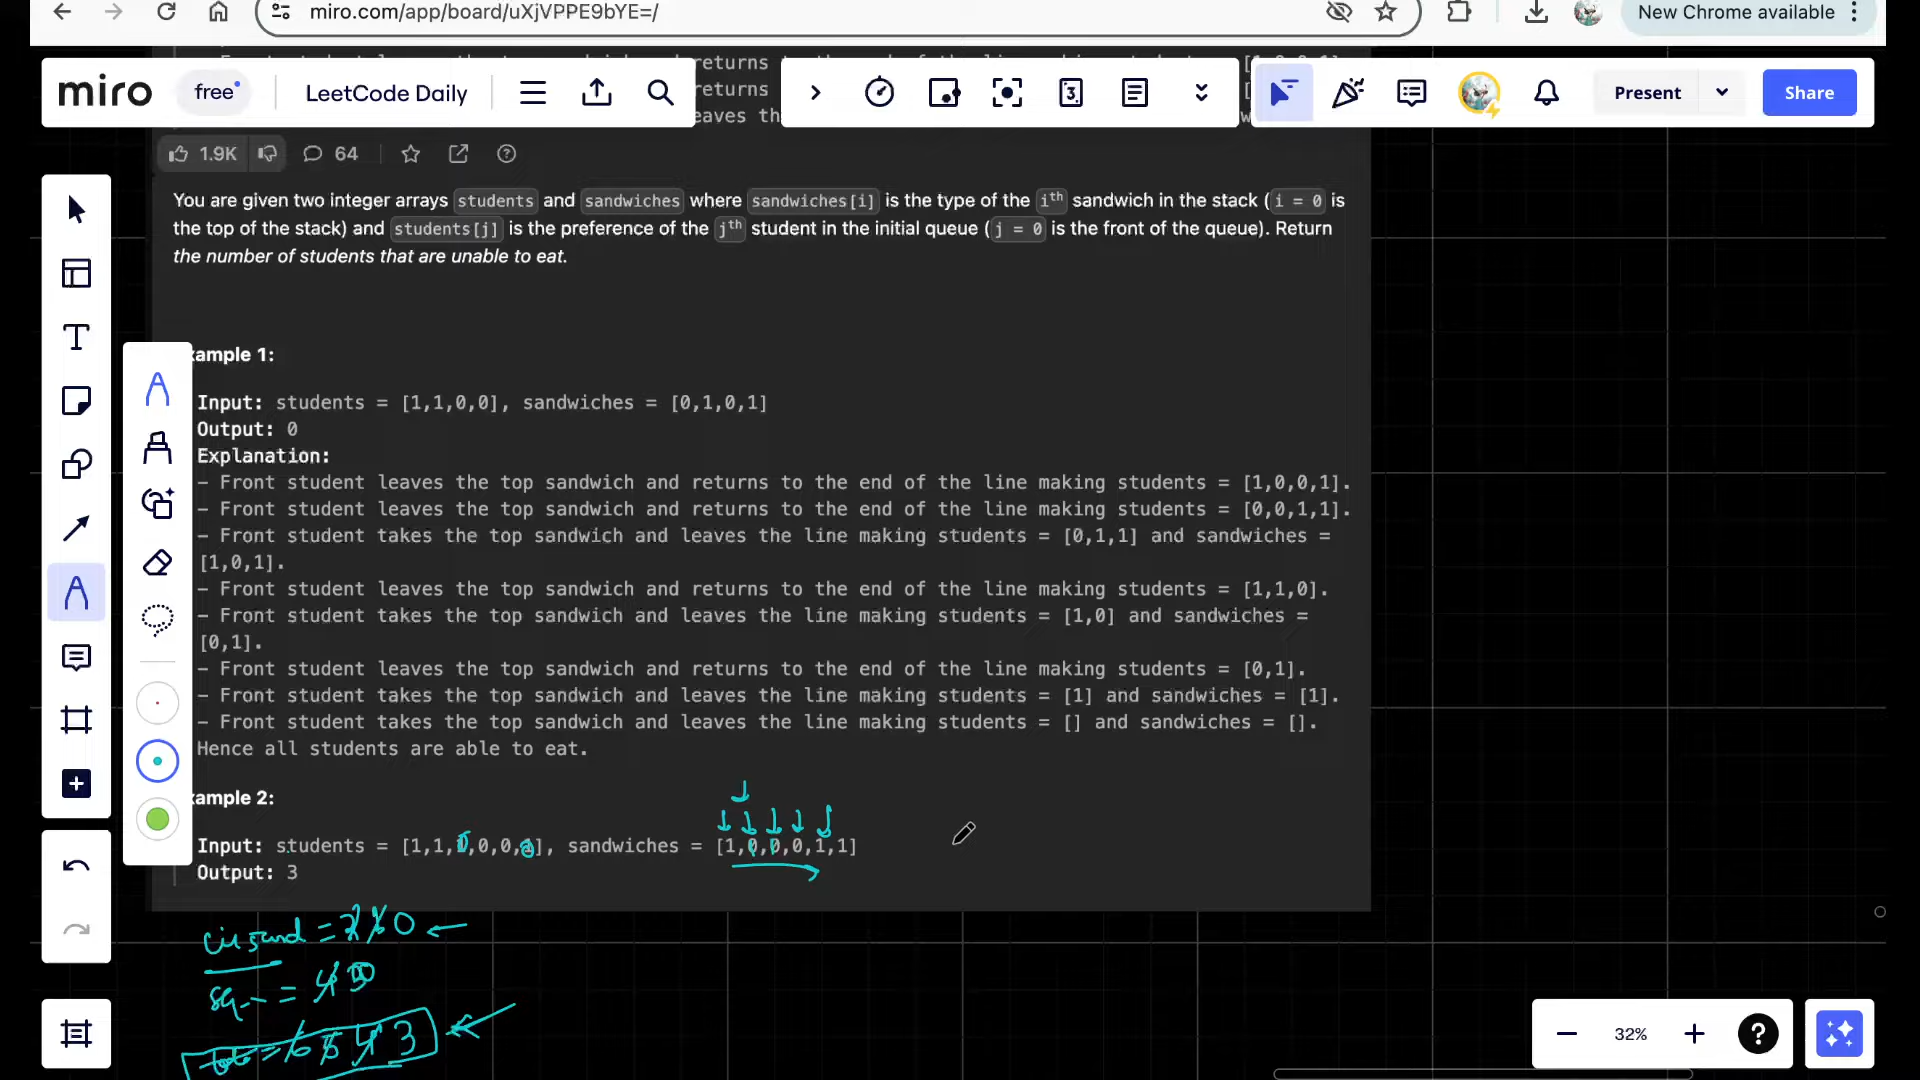 miro.com/app/board/uXjVPPE9bYE=/
New Chrome available
returns
miro free LeetCode Daily
returns
Present
Share
eaves th
1.9K 64
You are given two integer arrays students and sandwiches where sandwiches[i] is the type of the ith sandwich in the stack (i = 0 is
the top of the stack) and students[j] is the preference of the jth student in the initial queue (j = 0 is the front of the queue). Return
the number of students that are unable to eat.
ample 1:
Input: students = [1,1,0,0], sandwiches = [0,1,0,1]
Output: 0
Explanation:
- Front student leaves the top sandwich and returns to the end of the line making students = [1,0,0,1].
- Front student leaves the top sandwich and returns to the end of the line making students = [0,0,1,1].
- Front student takes the top sandwich and leaves the line making students = [0,1,1] and sandwiches =
[1,0,1].
- Front student leaves the top sandwich and returns to the end of the line making students = [1,1,0].
- Front student takes the top sandwich and leaves the line making students = [1,0] and sandwiches =
[0,1].
- Front student leaves the top sandwich and returns to the end of the line making students = [0,1].
- Front student takes the top sandwich and leaves the line making students = [1] and sandwiches = [1].
- Front student takes the top sandwich and leaves the line making students = [] and sandwiches = [].
Hence all students are able to eat.
ample 2:
Input: students = [1,1,0,0,0,0], sandwiches = [1,0,0,0,1,1]
Output: 3
= 0
=
= 6 5 4 3
32%